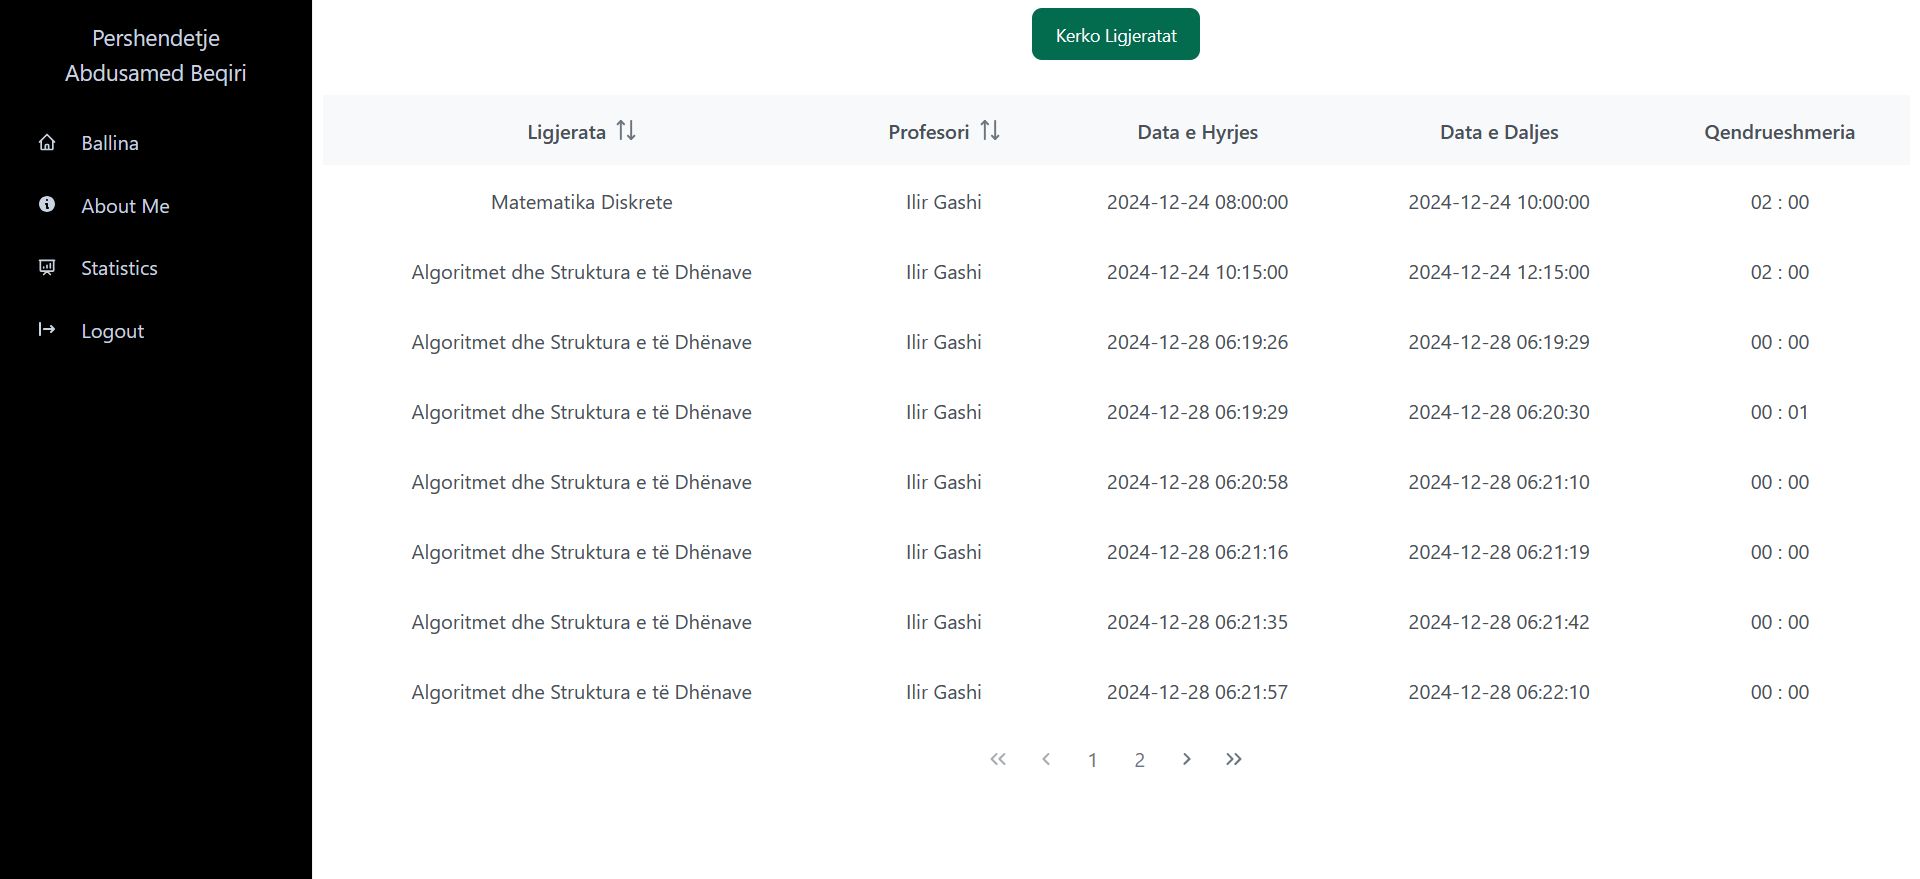 Pershendetje
Abdusamed Beqiri
Ballina
About Me
Statistics
Logout
Kerko Ligjeratat
Ligjerata Profesori Data e Hyrjes Data e Daljes Qendrueshmeria
Matematika Diskrete Ilir Gashi 2024-12-24 08:00:00 2024-12-24 10:00:00 02 : 00
Algoritmet dhe Struktura e të Dhënave Ilir Gashi 2024-12-24 10:15:00 2024-12-24 12:15:00 02 : 00
Algoritmet dhe Struktura e të Dhënave Ilir Gashi 2024-12-28 06:19:26 2024-12-28 06:19:29 00 : 00
Algoritmet dhe Struktura e të Dhënave Ilir Gashi 2024-12-28 06:19:29 2024-12-28 06:20:30 00 : 01
Algoritmet dhe Struktura e të Dhënave Ilir Gashi 2024-12-28 06:20:58 2024-12-28 06:21:10 00 : 00
Algoritmet dhe Struktura e të Dhënave Ilir Gashi 2024-12-28 06:21:16 2024-12-28 06:21:19 00 : 00
Algoritmet dhe Struktura e të Dhënave Ilir Gashi 2024-12-28 06:21:35 2024-12-28 06:21:42 00 : 00
Algoritmet dhe Struktura e të Dhënave Ilir Gashi 2024-12-28 06:21:57 2024-12-28 06:22:10 00 : 00
1 2